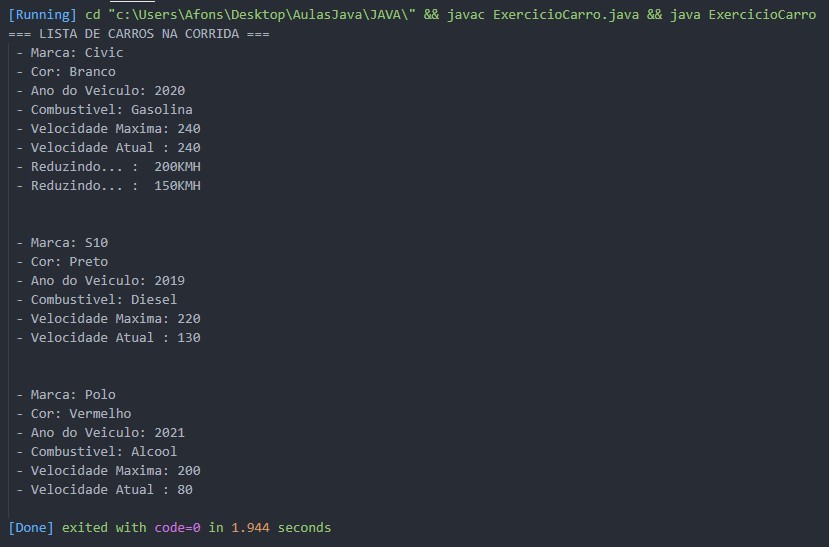 [Running] cd "c:\Users\Afons\Desktop\AulasJava\JAVA\" && javac ExercicioCarro.java && java ExercicioCarro
=== LISTA DE CARROS NA CORRIDA ===
- Marca: Civic
- Cor: Branco
- Ano do Veiculo: 2020
- Combustivel: Gasolina
- Velocidade Maxima: 240
- Velocidade Atual : 240
- Reduzindo... :  200KMH
- Reduzindo... :  150KMH
- Marca: S10
- Cor: Preto
- Ano do Veiculo: 2019
- Combustivel: Diesel
- Velocidade Maxima: 220
- Velocidade Atual : 130
- Marca: Polo
- Cor: Vermelho
- Ano do Veiculo: 2021
- Combustivel: Alcool
- Velocidade Maxima: 200
- Velocidade Atual : 80
[Done] exited with code=0 in 1.944 seconds